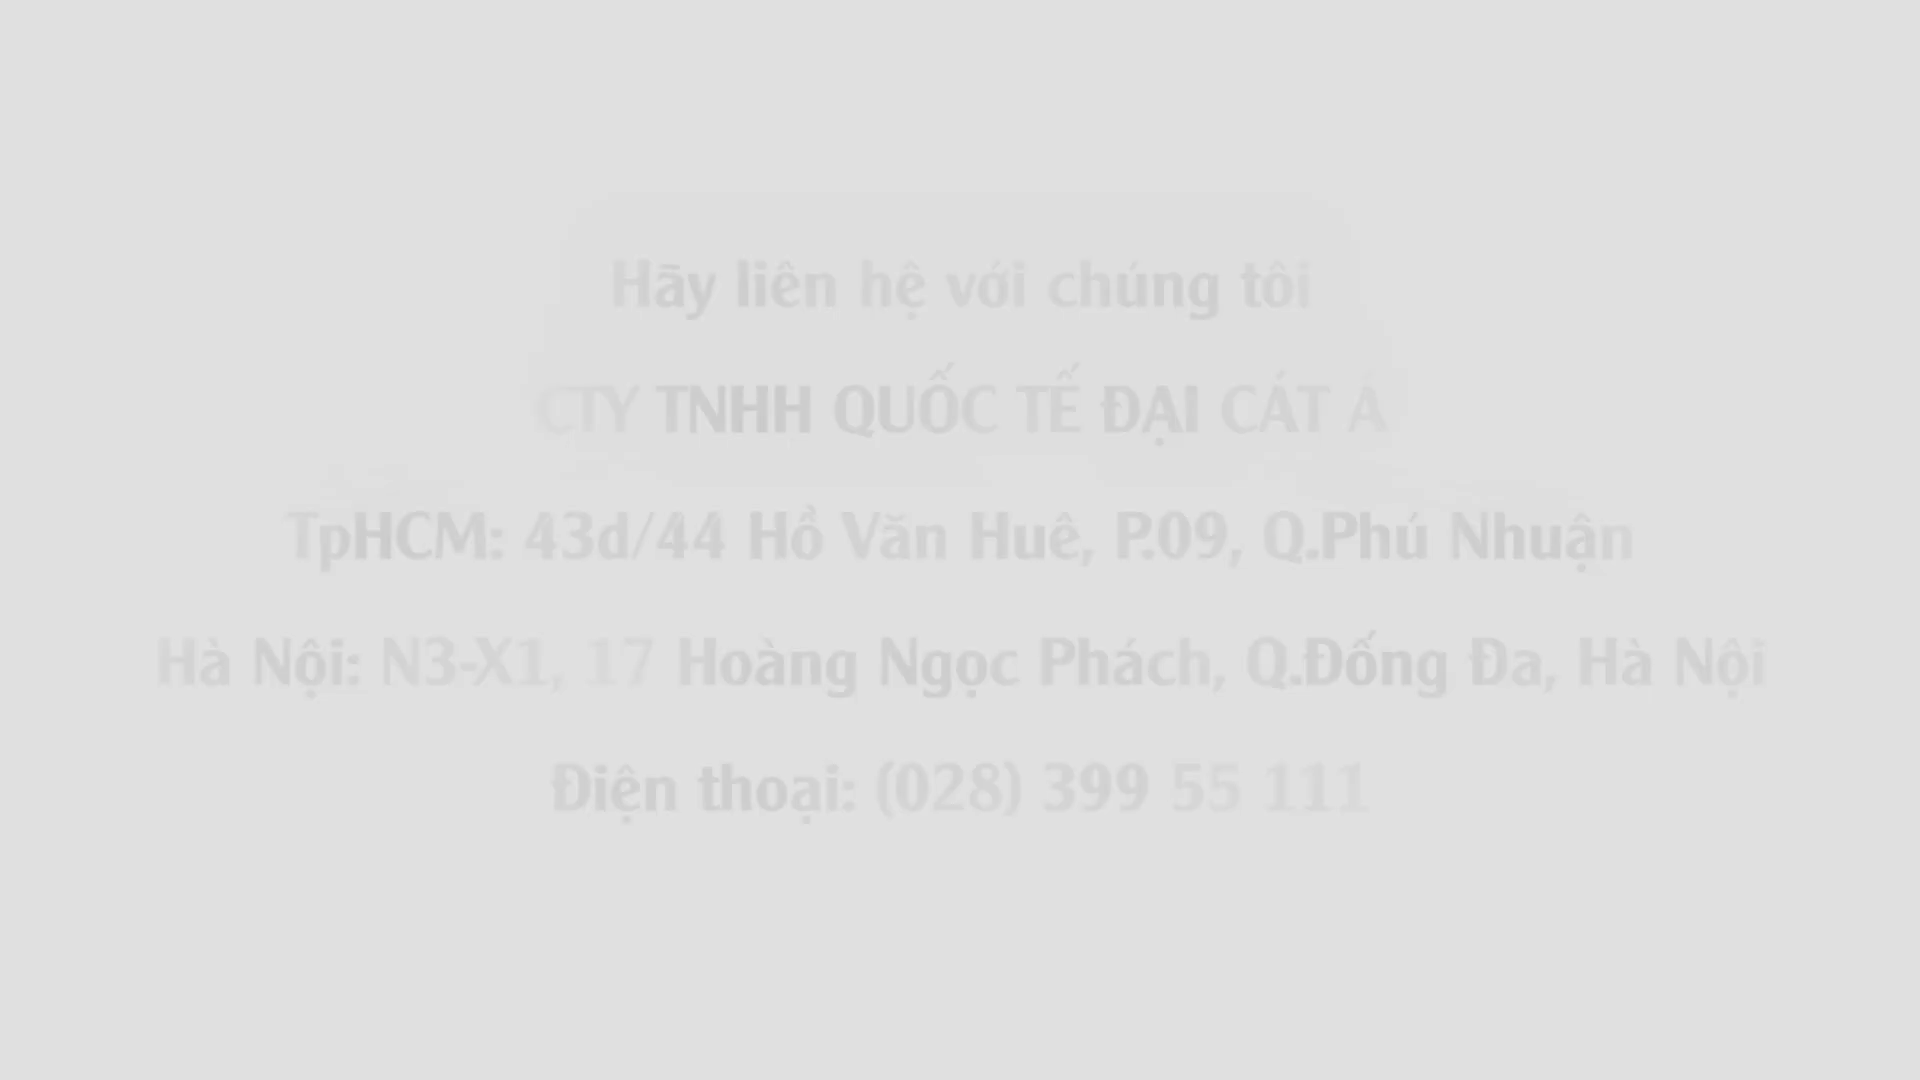 Hãy liên hệ với chúng tôi
CTY TNHH QUỐC TẾ ĐẠI CÁT Á
TpHCM: 43d/44 Hồ Văn Huê, P.09, Q.Phú Nhuận
Hà Nội: N3-X1, 17 Hoàng Ngọc Phách, Q.Đống Đa, Hà Nội
Điện thoại: (028) 399 55 111